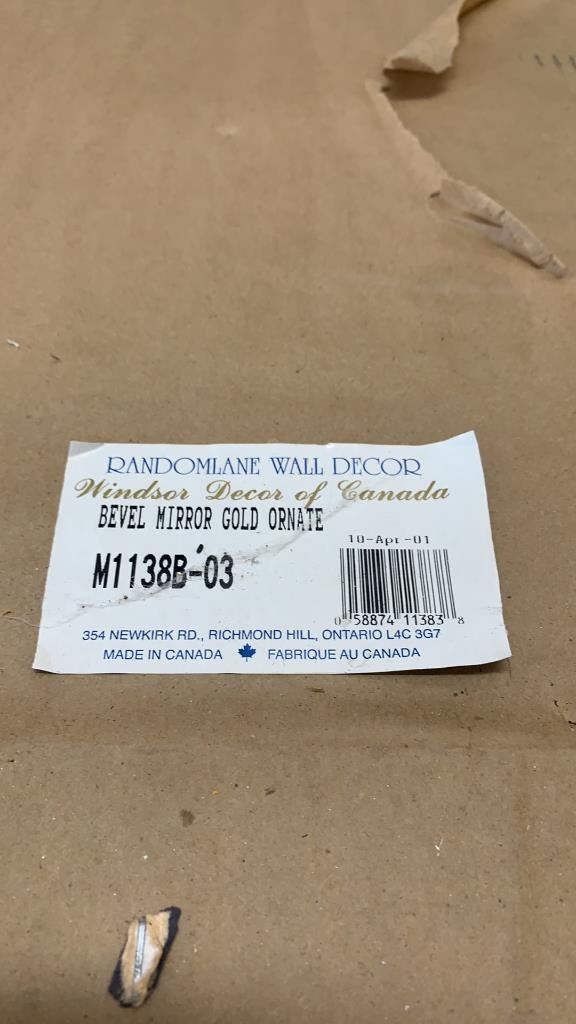 RANDOMLANE WALL DECOR
Windsor Decor of Canada
BEVEL MIRROR GOLD ORNATE
10-Apr-01
M1138B-03
0 58874 11383 8
354 NEWKIRK RD., RICHMOND HILL, ONTARIO L4C 3G7
MADE IN CANADA FABRIQUE AU CANADA